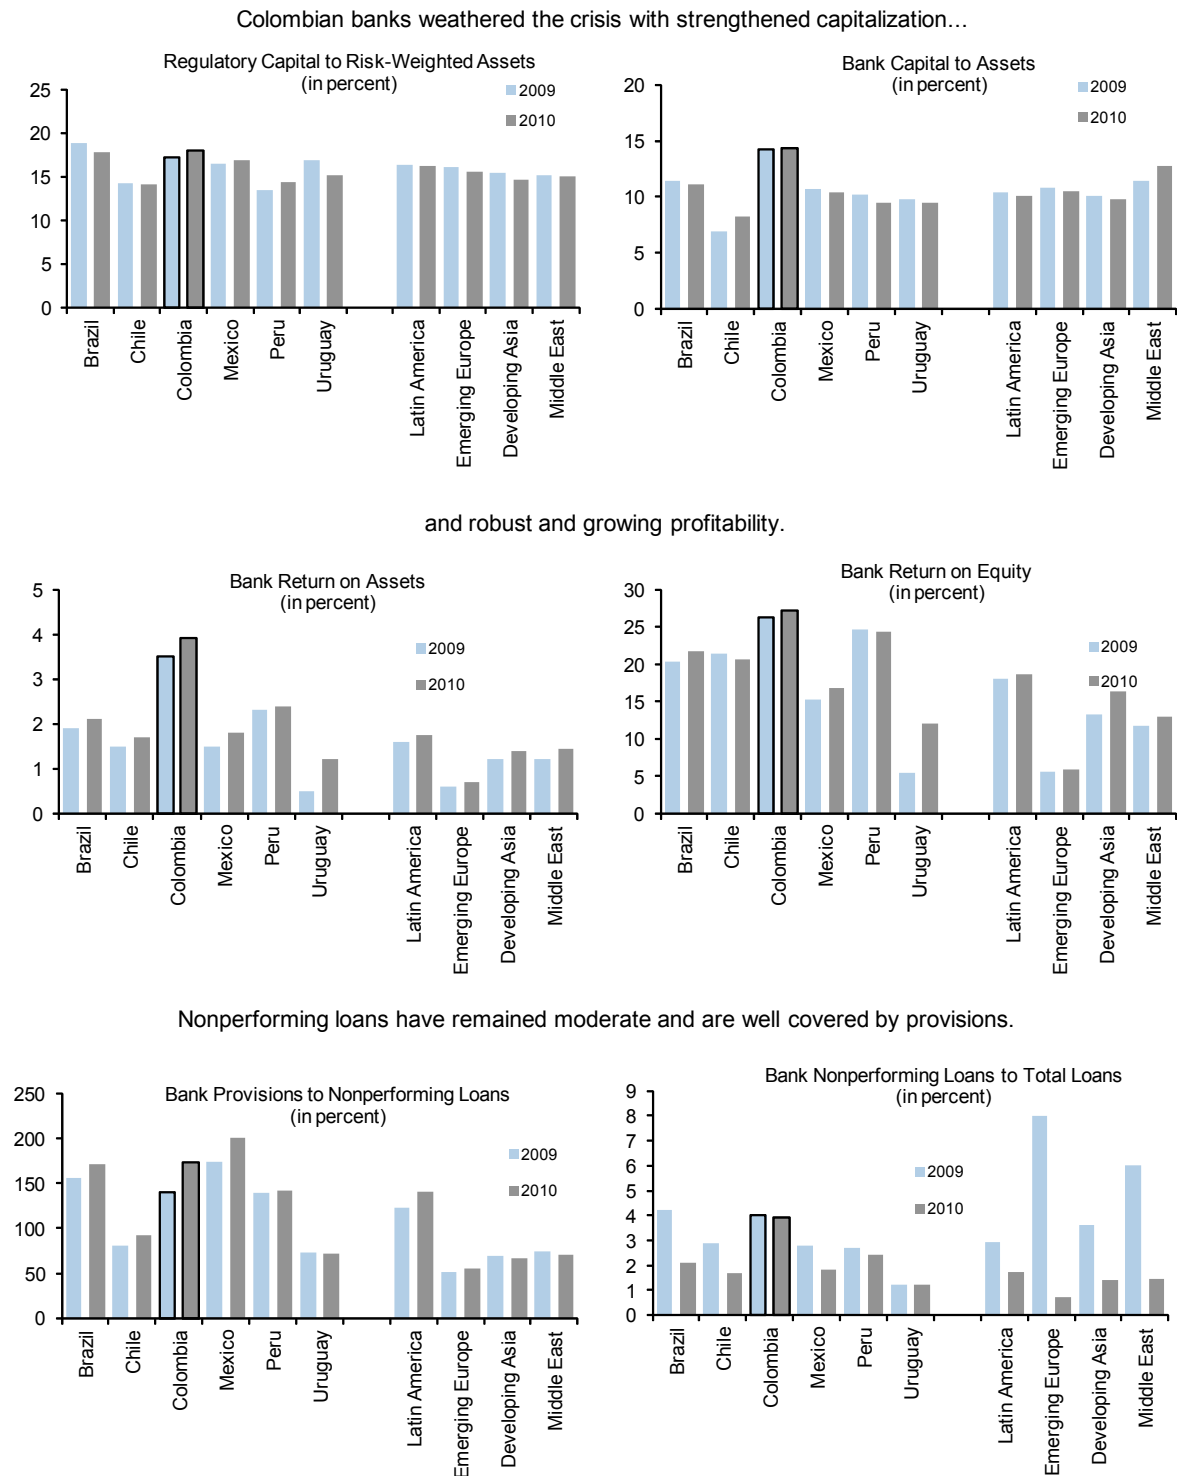 Colombian banks weathered the crisis with strengthened capitalization…
Regulatory Capital to Risk-Weighted Assets
(in percent)
2009
2010
25
20
15
10
5
0
Brazil
Chile
Colombia
Mexico
Peru
Uruguay
Latin America
Emerging Europe
Developing Asia
Middle East
Bank Capital to Assets
(in percent)
2009
2010
20
15
10
5
0
Brazil
Chile
Colombia
Mexico
Peru
Uruguay
Latin America
Emerging Europe
Developing Asia
Middle East
and robust and growing profitability.
Bank Return on Assets
(in percent)
2009
2010
5
4
3
2
1
0
Brazil
Chile
Colombia
Mexico
Peru
Uruguay
Latin America
Emerging Europe
Developing Asia
Middle East
Bank Return on Equity
(in percent)
2009
2010
30
25
20
15
10
5
0
Brazil
Chile
Colombia
Mexico
Peru
Uruguay
Latin America
Emerging Europe
Developing Asia
Middle East
Nonperforming loans have remained moderate and are well covered by provisions.
Bank Provisions to Nonperforming Loans
(in percent)
2009
2010
250
200
150
100
50
0
Brazil
Chile
Colombia
Mexico
Peru
Uruguay
Latin America
Emerging Europe
Developing Asia
Middle East
Bank Nonperforming Loans to Total Loans
(in percent)
2009
2010
9
8
7
6
5
4
3
2
1
0
Brazil
Chile
Colombia
Mexico
Peru
Uruguay
Latin America
Emerging Europe
Developing Asia
Middle East